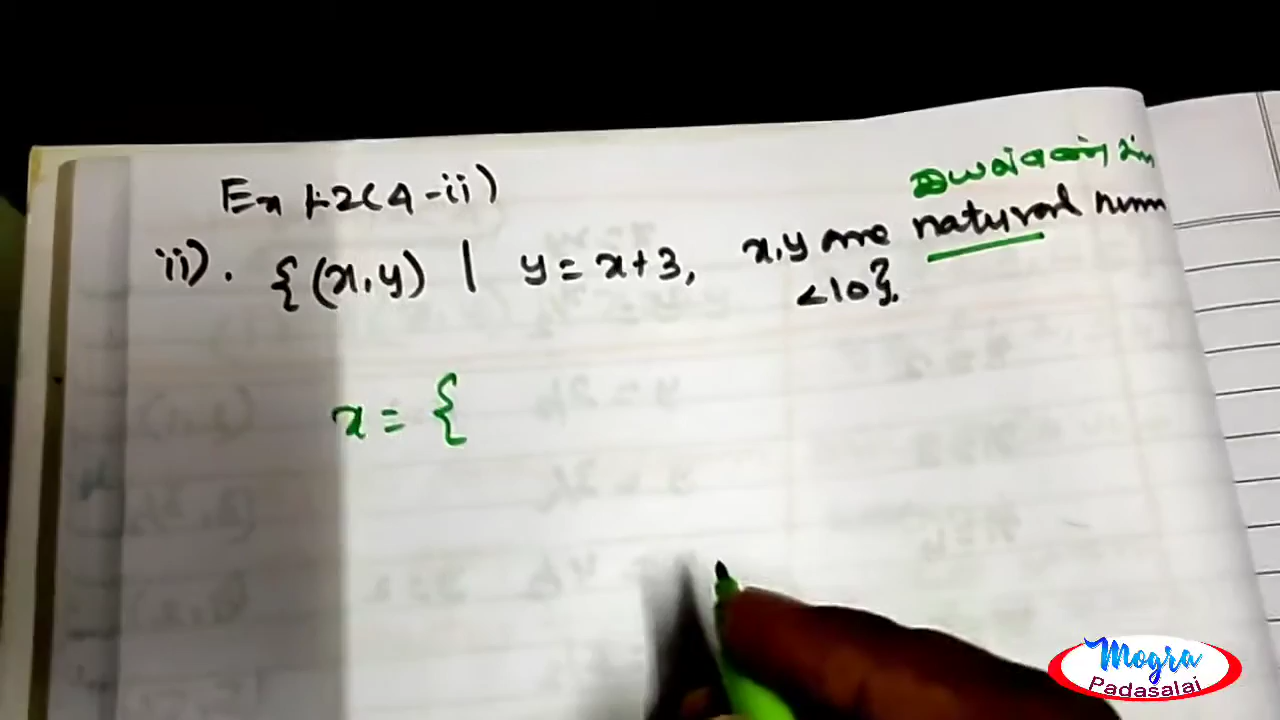 Ex 1.2(4-ii)
ii). {(x,y) | y = x+3, x,y are natural num
<10}.
x = {
Mogra
Padasalai